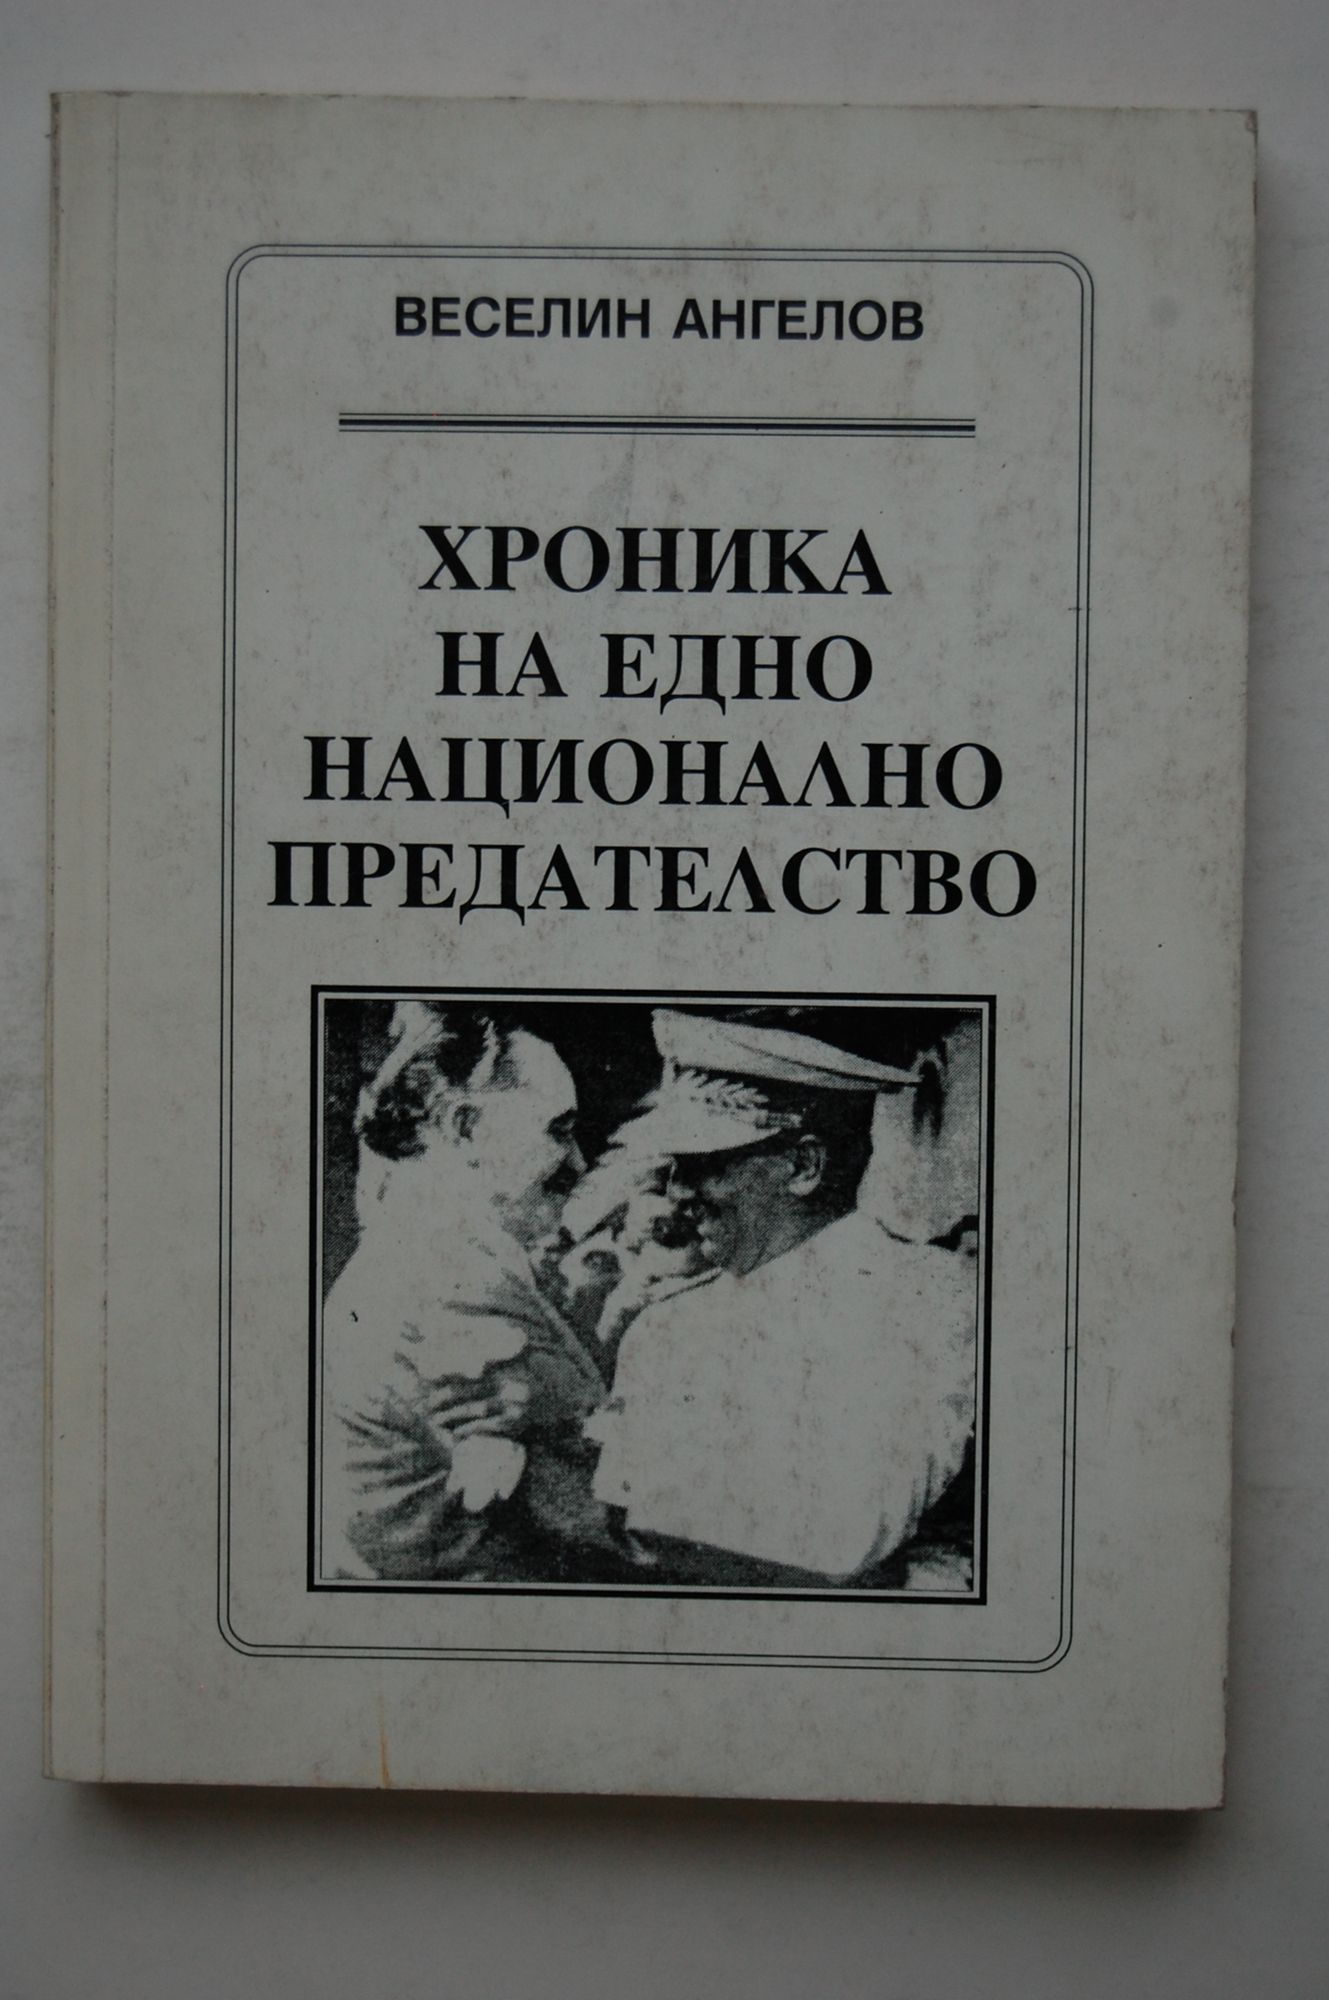 ВЕСЕЛИН АНГЕЛОВ
ХРОНИКА
НА ЕДНО
НАЦИОНАЛНО
ПРЕДАТЕЛСТВО